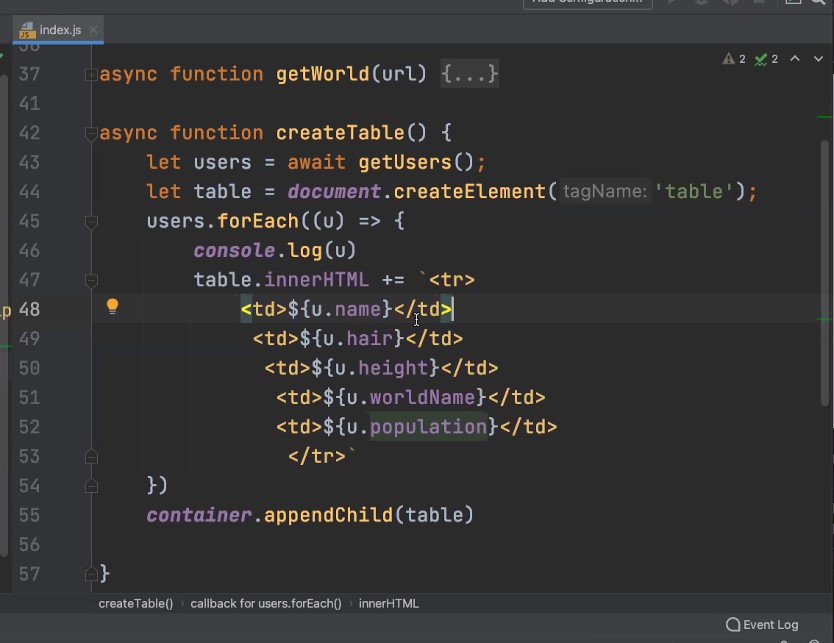 index.js
37 async function getWorld(url) {...}
2 2
41
42 async function createTable() {
43 let users = await getUsers();
44 let table = document.createElement( tagName: 'table');
45 users.forEach((u) => {
46 console.log(u)
47 table.innerHTML += `<tr>
48 <td>${u.name}</td>
49 <td>${u.hair}</td>
50 <td>${u.height}</td>
51 <td>${u.worldName}</td>
52 <td>${u.population}</td>
53 </tr>`
54 })
55 container.appendChild(table)
56
57 }
createTable() › callback for users.forEach() › innerHTML
Event Log